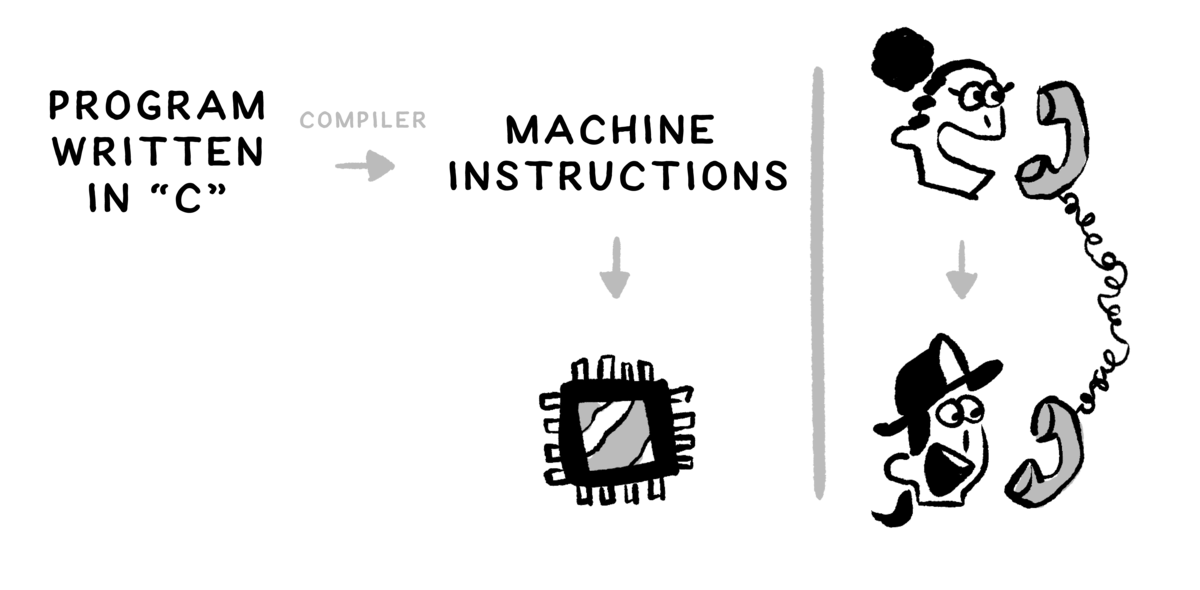 PROGRAM
WRITTEN
IN “C”
COMPILER
MACHINE
INSTRUCTIONS